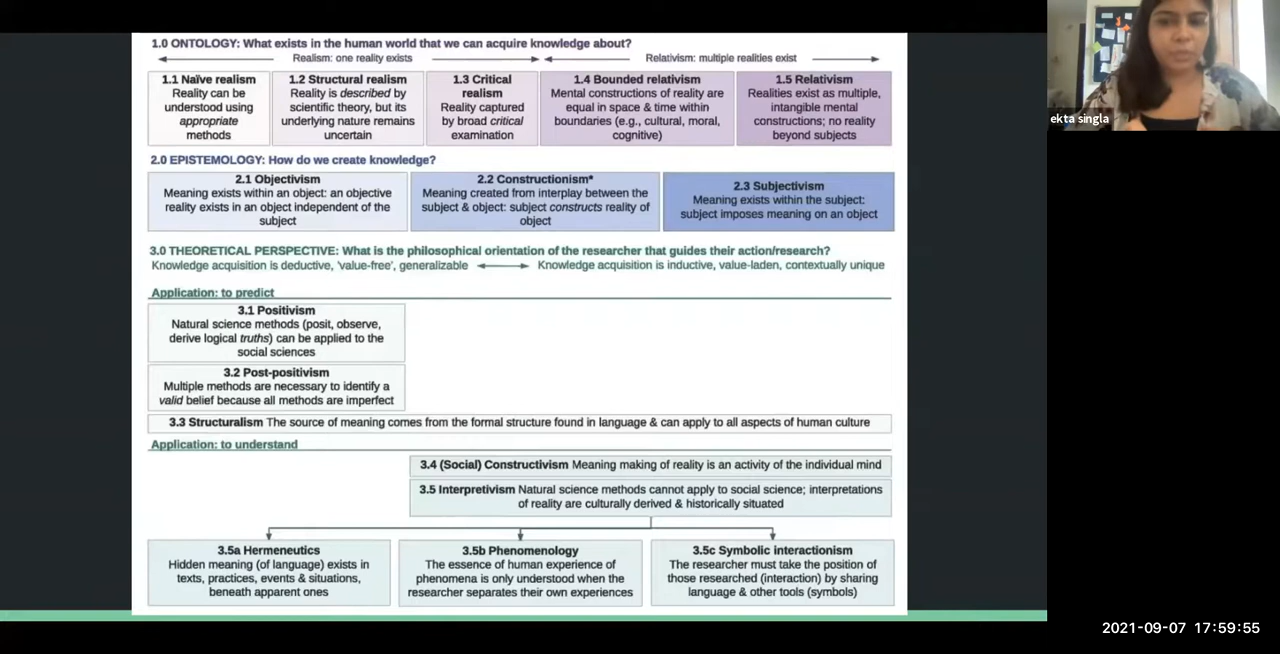 1.0 ONTOLOGY: What exists in the human world that we can acquire knowledge about?
Realism: one reality exists
Relativism: multiple realities exist
1.1 Naïve realism
Reality can be
understood using
appropriate
methods
1.2 Structural realism
Reality is described by
scientific theory, but its
underlying nature remains
uncertain
1.3 Critical
realism
Reality captured
by broad critical
examination
1.4 Bounded relativism
Mental constructions of reality are
equal in space & time within
boundaries (e.g., cultural, moral,
cognitive)
1.5 Relativism
Realities exist as multiple,
intangible mental
constructions; no reality
beyond subjects
2.0 EPISTEMOLOGY: How do we create knowledge?
2.1 Objectivism
Meaning exists within an object: an objective
reality exists in an object independent of the
subject
2.2 Constructionism*
Meaning created from interplay between the
subject & object: subject constructs reality of
object
2.3 Subjectivism
Meaning exists within the subject:
subject imposes meaning on an object
3.0 THEORETICAL PERSPECTIVE: What is the philosophical orientation of the researcher that guides their action/research?
Knowledge acquisition is deductive, 'value-free', generalizable
Knowledge acquisition is inductive, value-laden, contextually unique
Application: to predict
3.1 Positivism
Natural science methods (posit, observe,
derive logical truths) can be applied to the
social sciences
3.2 Post-positivism
Multiple methods are necessary to identify a
valid belief because all methods are imperfect
3.3 Structuralism The source of meaning comes from the formal structure found in language & can apply to all aspects of human culture
Application: to understand
3.4 (Social) Constructivism Meaning making of reality is an activity of the individual mind
3.5 Interpretivism Natural science methods cannot apply to social science; interpretations
of reality are culturally derived & historically situated
3.5a Hermeneutics
Hidden meaning (of language) exists in
texts, practices, events & situations,
beneath apparent ones
3.5b Phenomenology
The essence of human experience of
phenomena is only understood when the
researcher separates their own experiences
3.5c Symbolic interactionism
The researcher must take the position of
those researched (interaction) by sharing
language & other tools (symbols)
ekta singla
2021-09-07 17:59:55